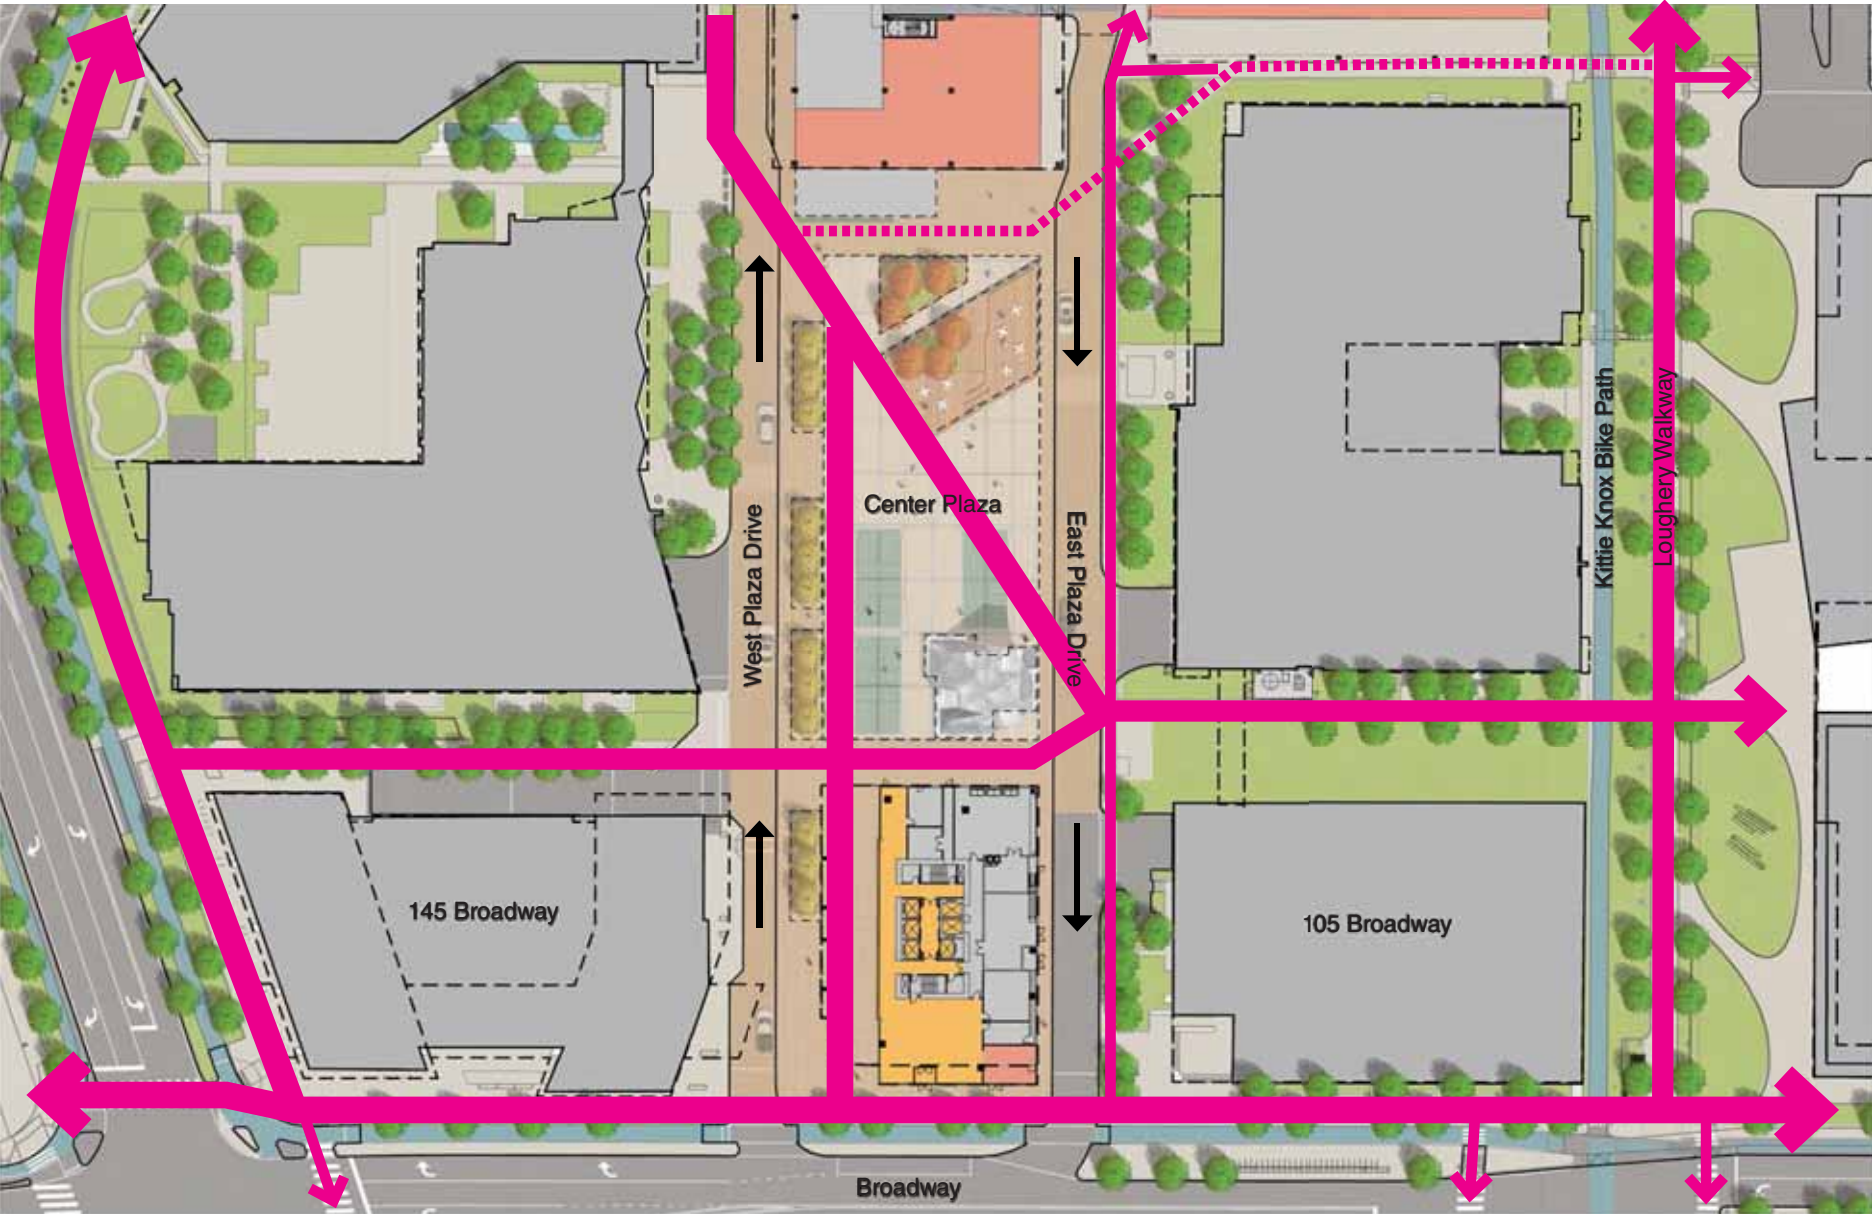 Center Plaza
West Plaza Drive
East Plaza Drive
Kittie Knox Bike Path
Loughery Walkway
145 Broadway
105 Broadway
Broadway